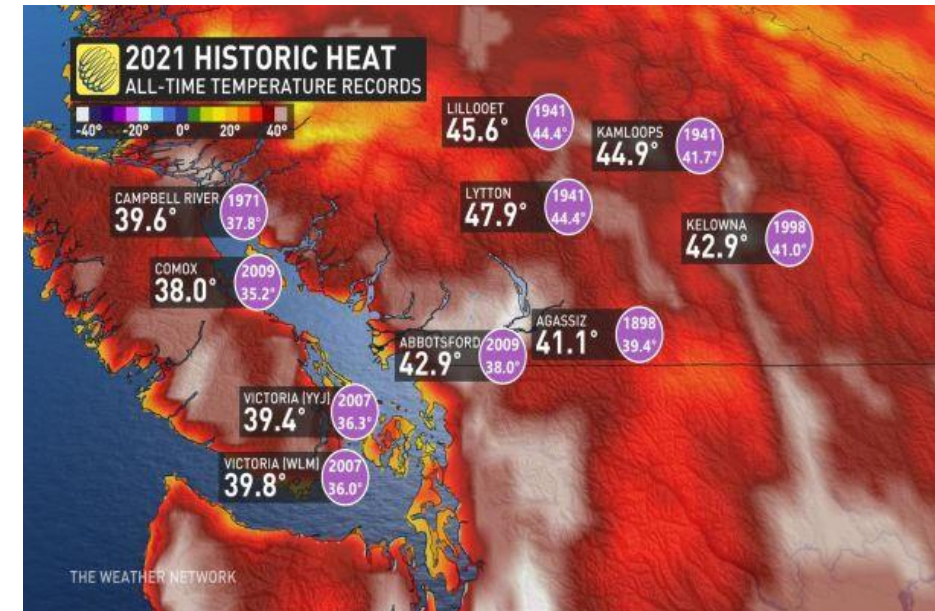 2021 HISTORIC HEAT
ALL-TIME TEMPERATURE RECORDS
-40° -20° 0° 20° 40°
LILLOOET
45.6°
1941
44.4°
KAMLOOPS
44.9°
1941
41.7°
CAMPBELL RIVER
39.6°
1971
37.8°
LYTTON
47.9°
1941
44.4°
KELOWNA
42.9°
1998
41.0°
COMOX
38.0°
2009
35.2°
ABBOTSFORD
42.9°
2009
38.0°
AGASSIZ
41.1°
1898
39.4°
VICTORIA (YYJ)
39.4°
2007
36.3°
VICTORIA (WLM)
39.8°
2007
36.0°
THE WEATHER NETWORK